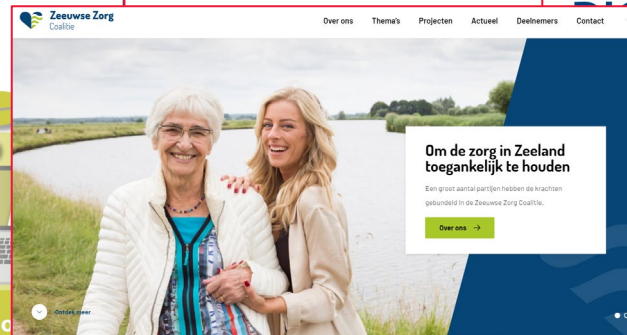 Zeeuwse Zorg
Coalitie
Over ons Thema's Projecten Actueel Deelnemers Contact
Om de zorg in Zeeland
toegankelijk te houden
Een groot aantal partijen hebben de krachten
gebundeld in de Zeeuwse Zorg Coalitie.
Over ons →
Ontdek meer